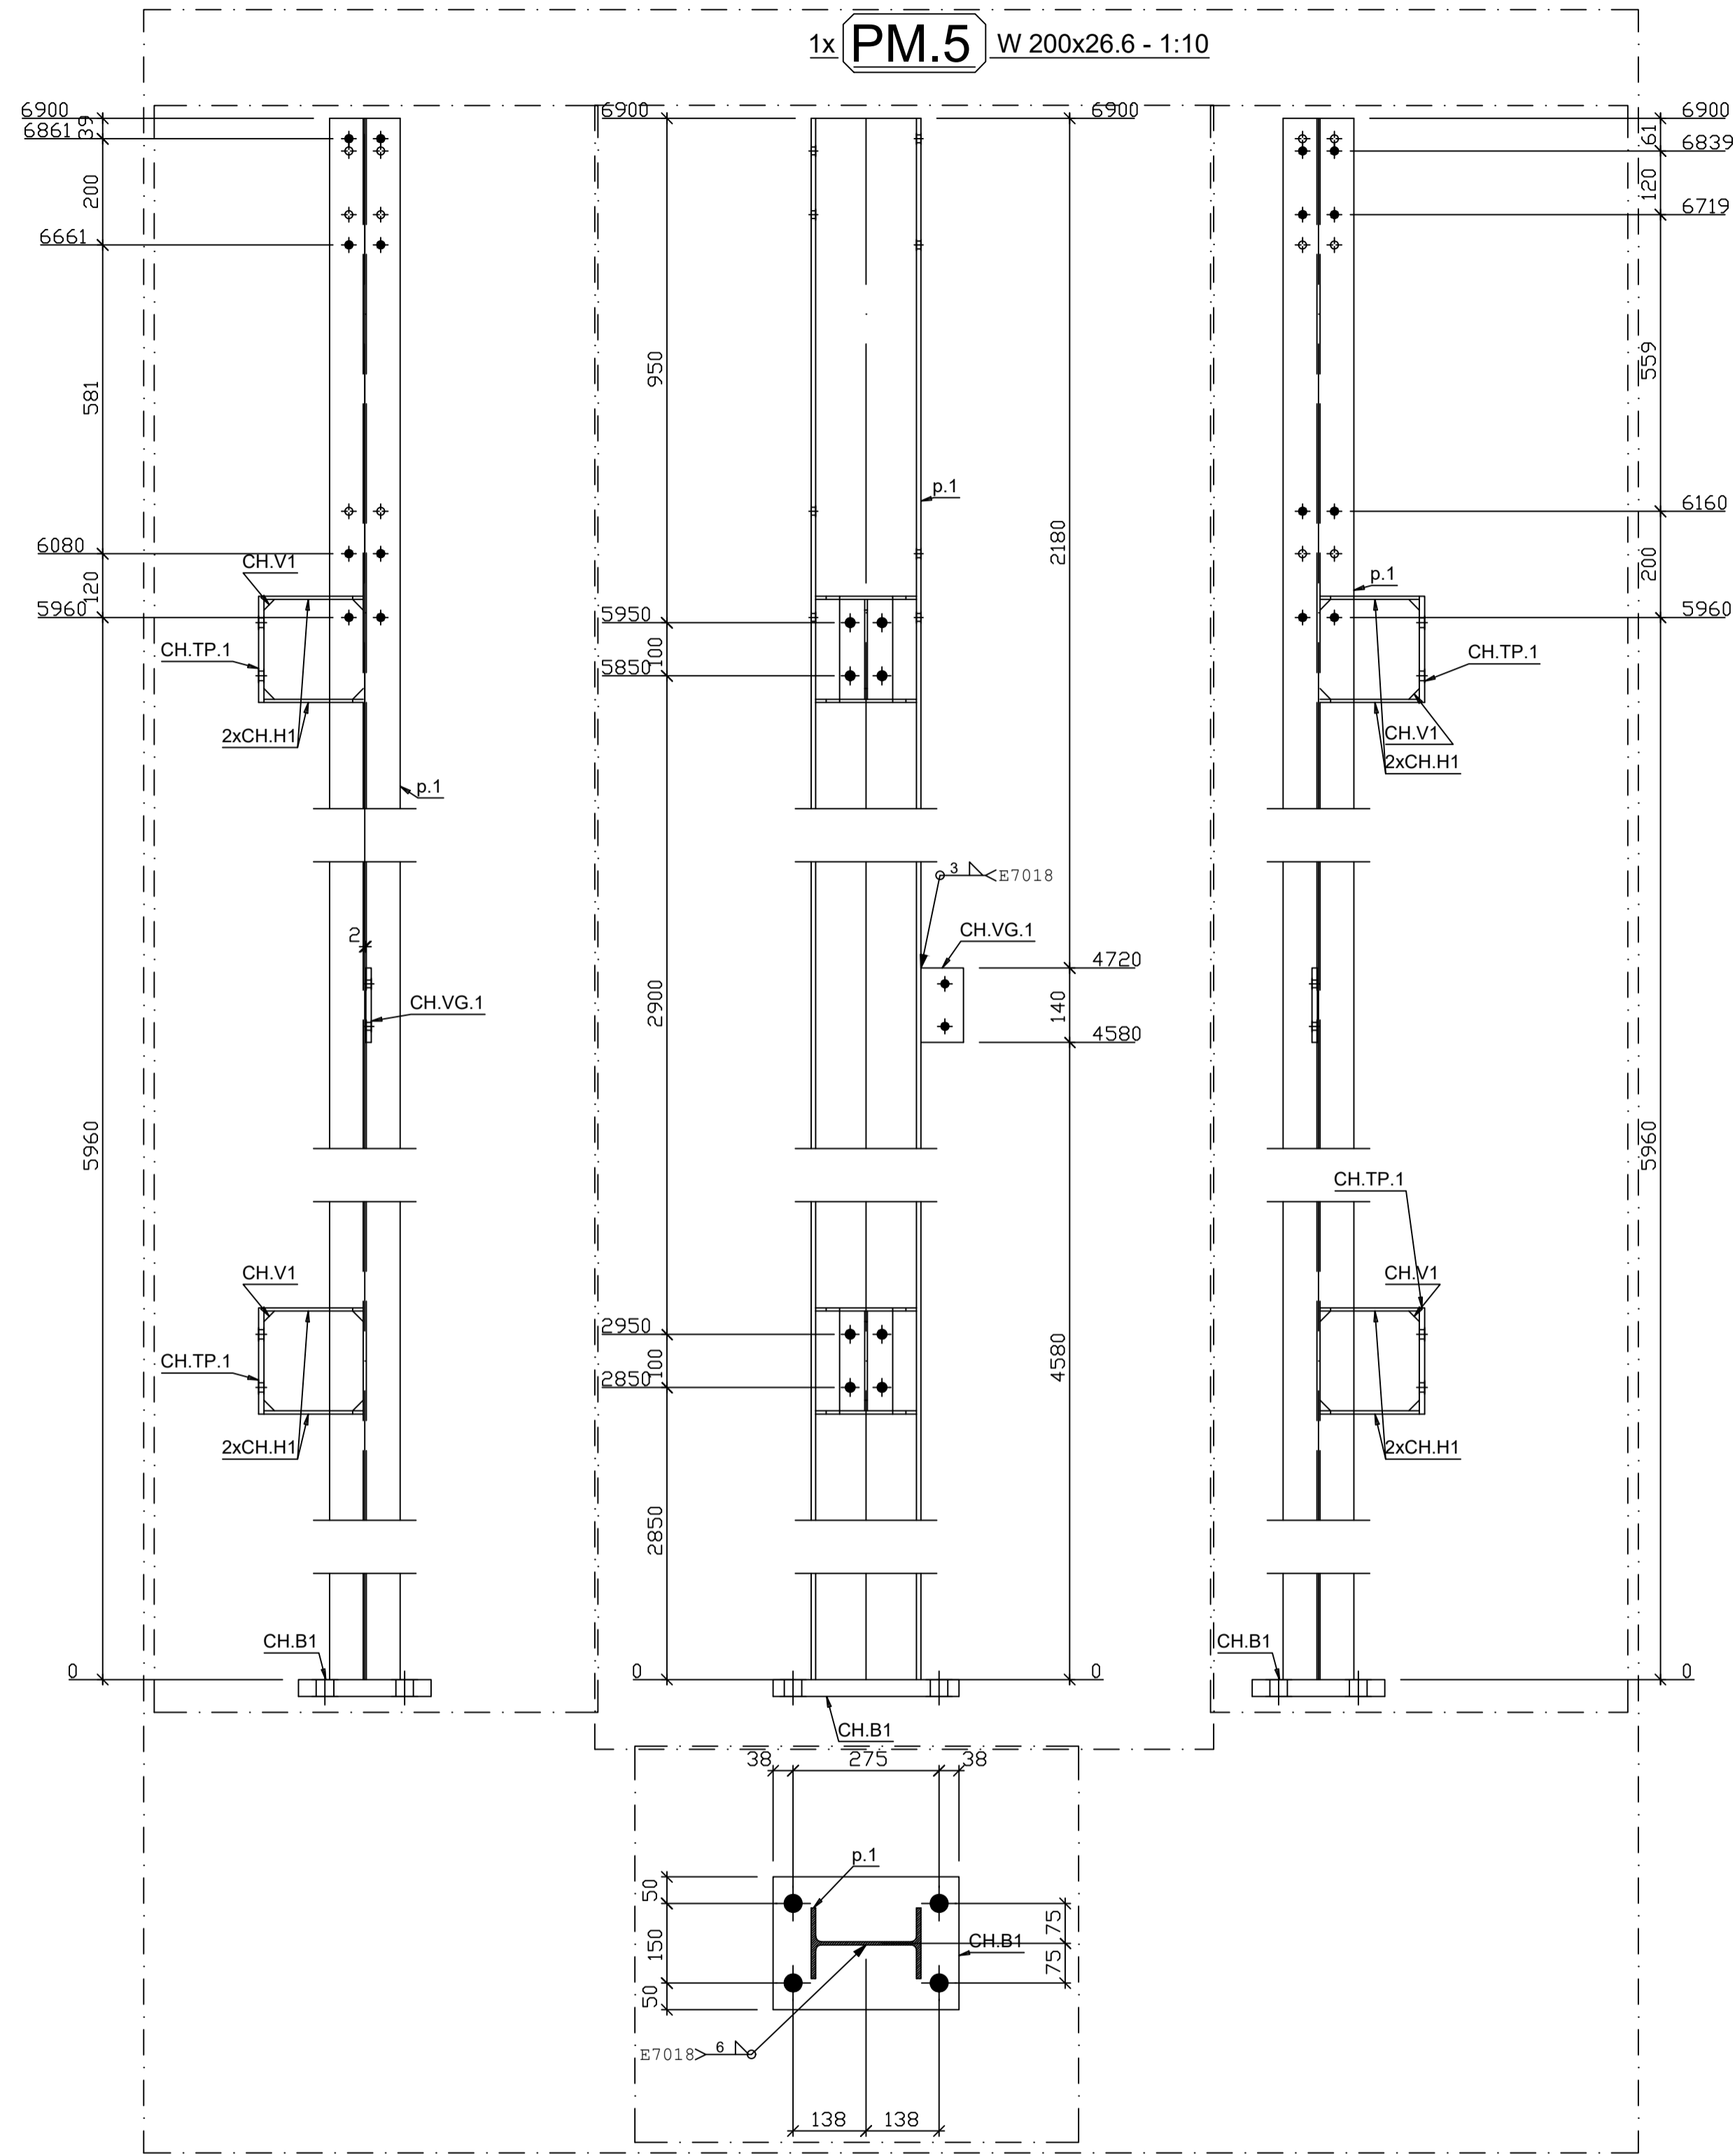 1x PM.5 W 200x26.6 - 1:10
6900
39
6861
200
6661
581
6080
120
5960
5960
0
CH.V1
CH.TP.1
2xCH.H1
p.1
2
CH.VG.1
CH.V1
CH.TP.1
2xCH.H1
CH.B1
6900
950
5950
100
5850
2900
2950
100
2850
2850
0
6900
p.1
2180
3 E7018
CH.VG.1
4720
140
4580
4580
0
CH.B1
6900
61
6839
120
6719
559
6160
200
5960
5960
0
p.1
CH.TP.1
CH.V1
2xCH.H1
CH.TP.1
CH.V1
2xCH.H1
CH.B1
38 275 38
p.1
50
150
50
75
75
CH.B1
E7018 6
138 138